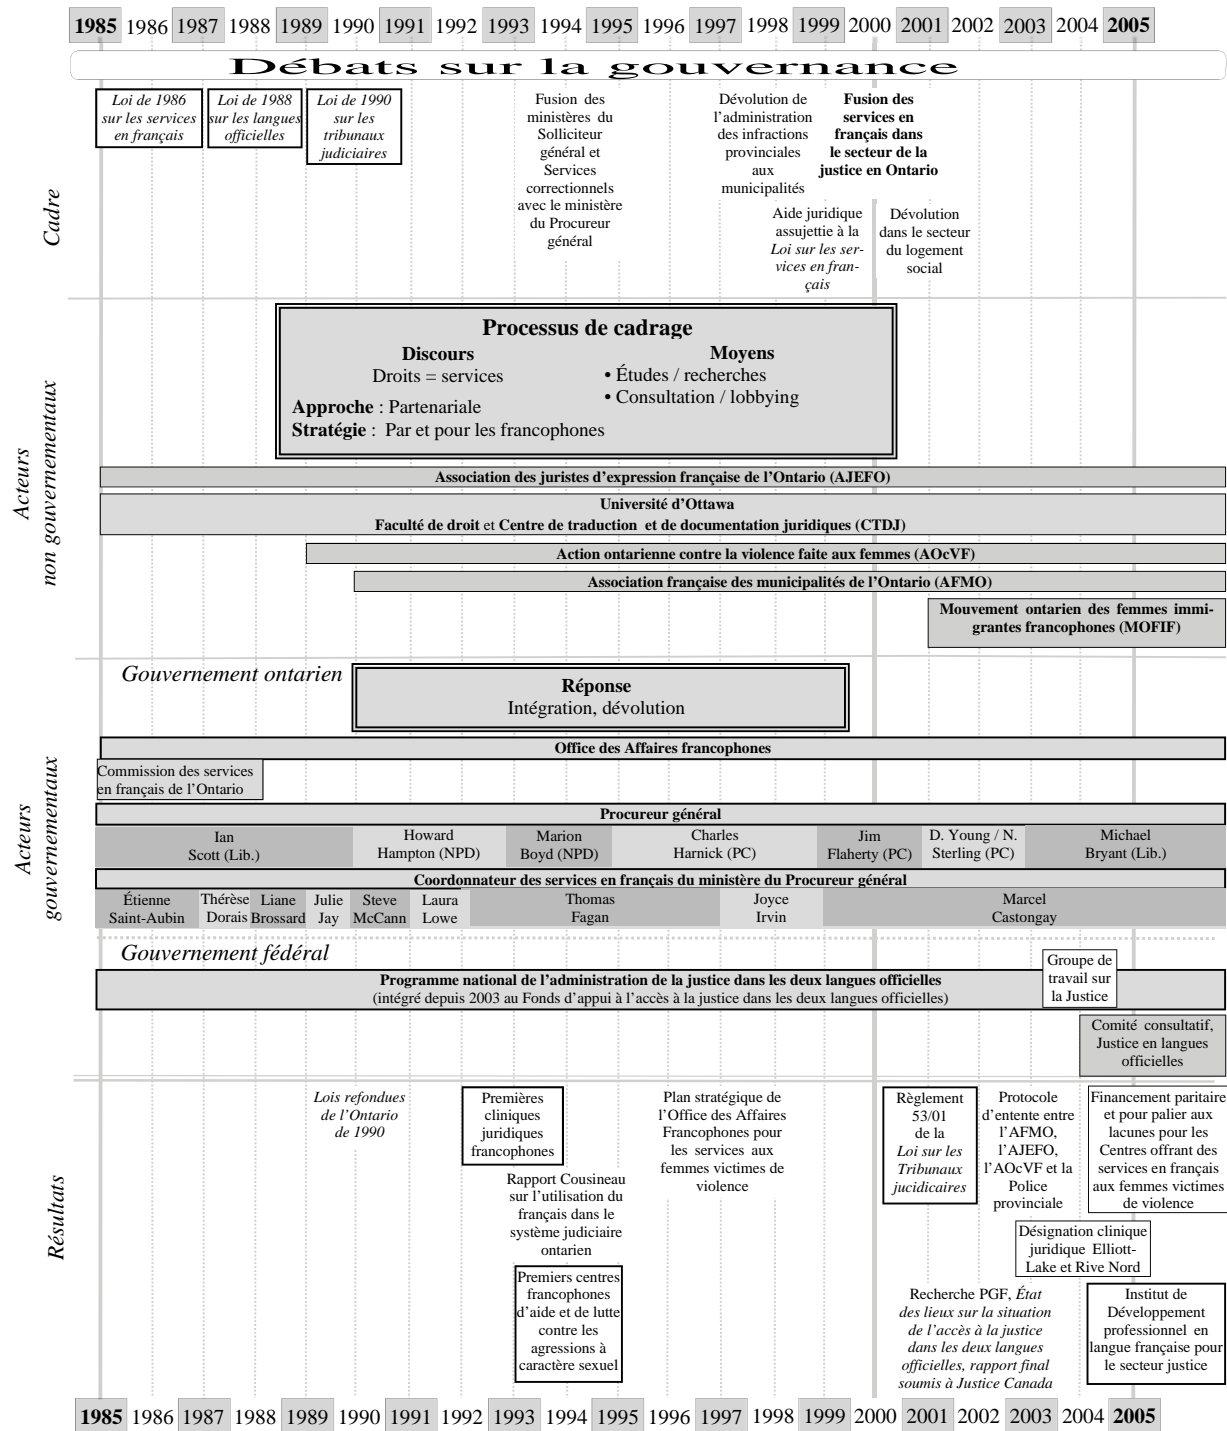 1985 1986 1987 1988 1989 1990 1991 1992 1993 1994 1995 1996 1997 1998 1999 2000 2001 2002 2003 2004 2005
Débats sur la gouvernance
Cadre
Loi de 1986
sur les services
en français
Loi de 1988
sur les langues
officielles
Loi de 1990
sur les
tribunaux
judiciaires
Fusion des
ministères du
Solliciteur
général et
Services
correctionnels
avec le ministère
du Procureur
général
Dévolution de
l’administration
des infractions
provinciales
aux
municipalités
Fusion des
services en
français dans
le secteur de la
justice en Ontario
Aide juridique
assujettie à la
Loi sur les ser-
vices en fran-
çais
Dévolution
dans le secteur
du logement
social
Acteurs
non gouvernementaux
Processus de cadrage
Discours
Droits = services
Moyens
• Études / recherches
• Consultation / lobbying
Approche : Partenariale
Stratégie : Par et pour les francophones
Association des juristes d’expression française de l’Ontario (AJEFO)
Université d’Ottawa
Faculté de droit et Centre de traduction et de documentation juridiques (CTDJ)
Action ontarienne contre la violence faite aux femmes (AOcVF)
Association française des municipalités de l’Ontario (AFMO)
Mouvement ontarien des femmes immi-
grantes francophones (MOFIF)
Acteurs
gouvernementaux
Gouvernement ontarien
Réponse
Intégration, dévolution
Office des Affaires francophones
Commission des services
en français de l’Ontario
Procureur général
Ian
Scott (Lib.)
Howard
Hampton (NPD)
Marion
Boyd (NPD)
Charles
Harnick (PC)
Jim
Flaherty (PC)
D. Young / N.
Sterling (PC)
Michael
Bryant (Lib.)
Coordonnateur des services en français du ministère du Procureur général
Étienne
Saint-Aubin
Thérèse
Dorais
Liane
Brossard
Julie
Jay
Steve
McCann
Laura
Lowe
Thomas
Fagan
Joyce
Irvin
Marcel
Castongay
Gouvernement fédéral
Programme national de l’administration de la justice dans les deux langues officielles
(intégré depuis 2003 au Fonds d’appui à l’accès à la justice dans les deux langues officielles)
Groupe de
travail sur
la Justice
Comité consultatif,
Justice en langues
officielles
Résultats
Lois refondues
de l’Ontario
de 1990
Premières
cliniques
juridiques
francophones
Rapport Cousineau
sur l’utilisation du
français dans le
système judiciaire
ontarien
Premiers centres
francophones
d’aide et de lutte
contre les
agressions à
caractère sexuel
Plan stratégique de
l’Office des Affaires
Francophones pour
les services aux
femmes victimes de
violence
Règlement
53/01
de la
Loi sur les
Tribunaux
jucidicaires
Protocole
d’entente entre
l’AFMO,
l’AJEFO,
l’AOcVF et la
Police
provinciale
Financement paritaire
et pour palier aux
lacunes pour les
Centres offrant des
services en français
aux femmes victimes
de violence
Désignation clinique
juridique Elliott-
Lake et Rive Nord
Recherche PGF, État
des lieux sur la situation
de l’accès à la justice
dans les deux langues
officielles, rapport final
soumis à Justice Canada
Institut de
Développement
professionnel en
langue française pour
le secteur justice
1985 1986 1987 1988 1989 1990 1991 1992 1993 1994 1995 1996 1997 1998 1999 2000 2001 2002 2003 2004 2005